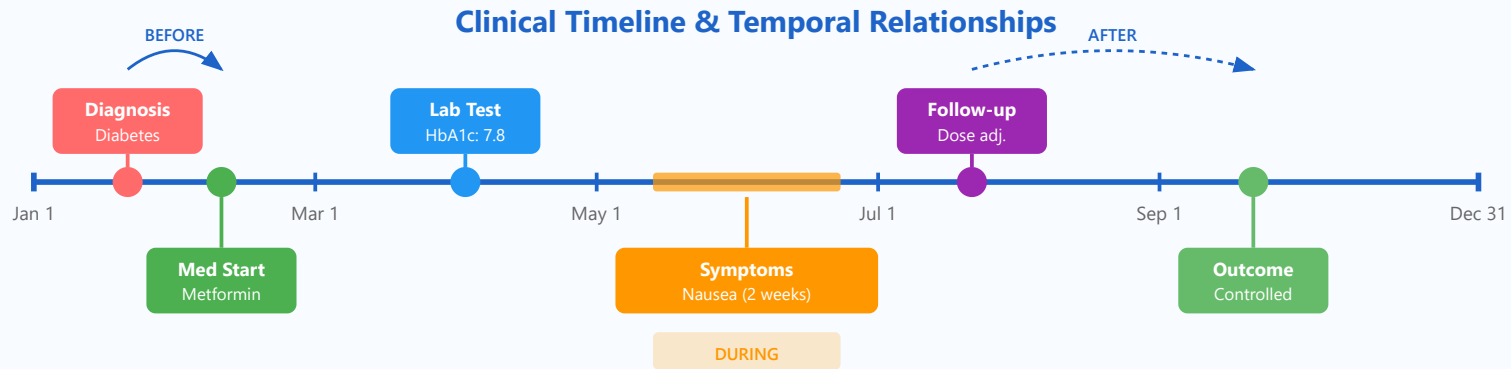 Clinical Timeline & Temporal Relationships
BEFORE
AFTER
Diagnosis
Diabetes
Lab Test
HbA1c: 7.8
Follow-up
Dose adj.
Jan 1
Mar 1
May 1
Jul 1
Sep 1
Dec 31
Med Start
Metformin
Symptoms
Nausea (2 weeks)
Outcome
Controlled
DURING